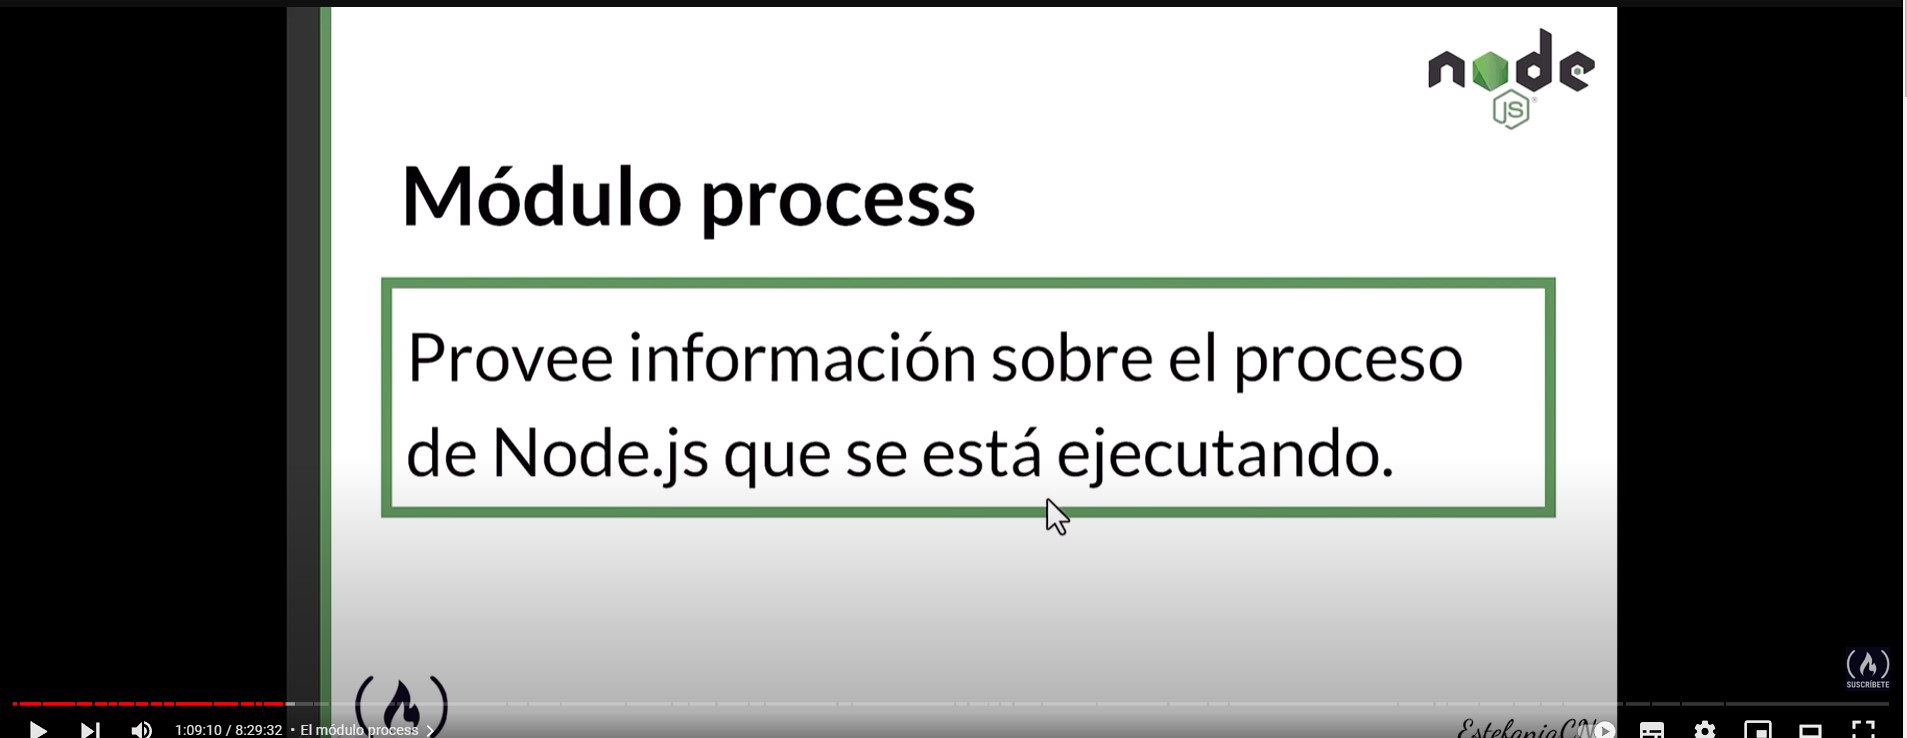 node
JS
Módulo process
Provee información sobre el proceso
de Node.js que se está ejecutando.
SUSCRÍBETE
1:09:10 / 8:29:32 • El módulo process
EstefaniaCN